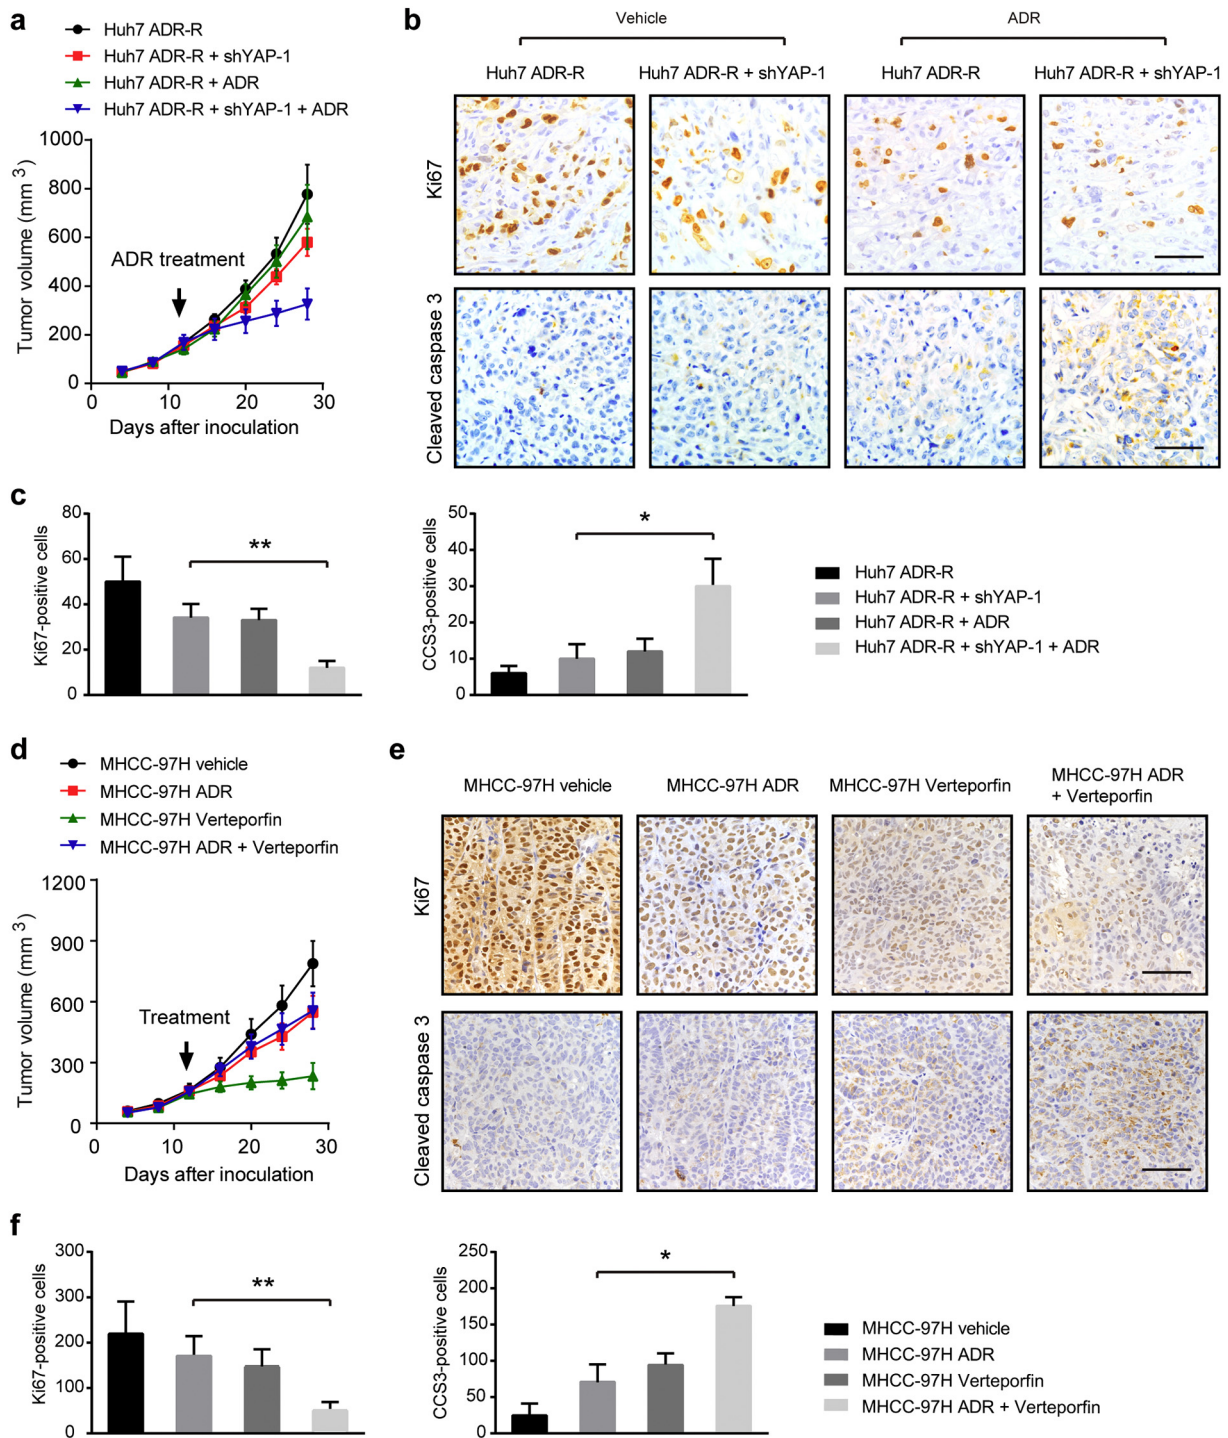 a
Huh7 ADR-R
Huh7 ADR-R + shYAP-1
Huh7 ADR-R + ADR
Huh7 ADR-R + shYAP-1 + ADR
1000
800
600
400
200
0
Tumor volume (mm 3)
ADR treatment
0 10 20 30
Days after inoculation
b
Vehicle ADR
Huh7 ADR-R Huh7 ADR-R + shYAP-1 Huh7 ADR-R Huh7 ADR-R + shYAP-1
Ki67
Cleaved caspase 3
c
80
60
40
20
0
Ki67-positive cells
**
50
40
30
20
10
0
CCS3-positive cells
*
Huh7 ADR-R
Huh7 ADR-R + shYAP-1
Huh7 ADR-R + ADR
Huh7 ADR-R + shYAP-1 + ADR
d
MHCC-97H vehicle
MHCC-97H ADR
MHCC-97H Verteporfin
MHCC-97H ADR + Verteporfin
1200
900
600
300
0
Tumor volume (mm 3)
Treatment
0 10 20 30
Days after inoculation
e
MHCC-97H vehicle MHCC-97H ADR MHCC-97H Verteporfin MHCC-97H ADR
+ Verteporfin
Ki67
Cleaved caspase 3
f
300
300
200
100
0
Ki67-positive cells
**
250
200
150
100
50
0
CCS3-positive cells
*
MHCC-97H vehicle
MHCC-97H ADR
MHCC-97H Verteporfin
MHCC-97H ADR + Verteporfin